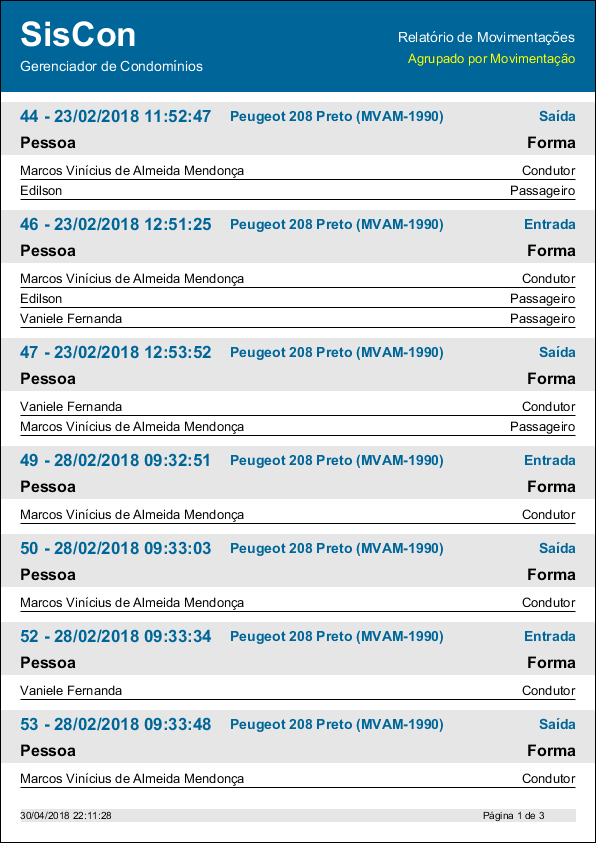 SisCon
Gerenciador de Condomínios
Relatório de Movimentações
Agrupado por Movimentação
44 - 23/02/2018 11:52:47 Peugeot 208 Preto (MVAM-1990) Saída
Pessoa Forma
Marcos Vinícius de Almeida Mendonça Condutor
Edilson Passageiro
46 - 23/02/2018 12:51:25 Peugeot 208 Preto (MVAM-1990) Entrada
Pessoa Forma
Marcos Vinícius de Almeida Mendonça Condutor
Edilson Passageiro
Vaniele Fernanda Passageiro
47 - 23/02/2018 12:53:52 Peugeot 208 Preto (MVAM-1990) Saída
Pessoa Forma
Vaniele Fernanda Condutor
Marcos Vinícius de Almeida Mendonça Passageiro
49 - 28/02/2018 09:32:51 Peugeot 208 Preto (MVAM-1990) Entrada
Pessoa Forma
Marcos Vinícius de Almeida Mendonça Condutor
50 - 28/02/2018 09:33:03 Peugeot 208 Preto (MVAM-1990) Saída
Pessoa Forma
Marcos Vinícius de Almeida Mendonça Condutor
52 - 28/02/2018 09:33:34 Peugeot 208 Preto (MVAM-1990) Entrada
Pessoa Forma
Vaniele Fernanda Condutor
53 - 28/02/2018 09:33:48 Peugeot 208 Preto (MVAM-1990) Saída
Pessoa Forma
Marcos Vinícius de Almeida Mendonça Condutor
30/04/2018 22:11:28 Página 1 de 3